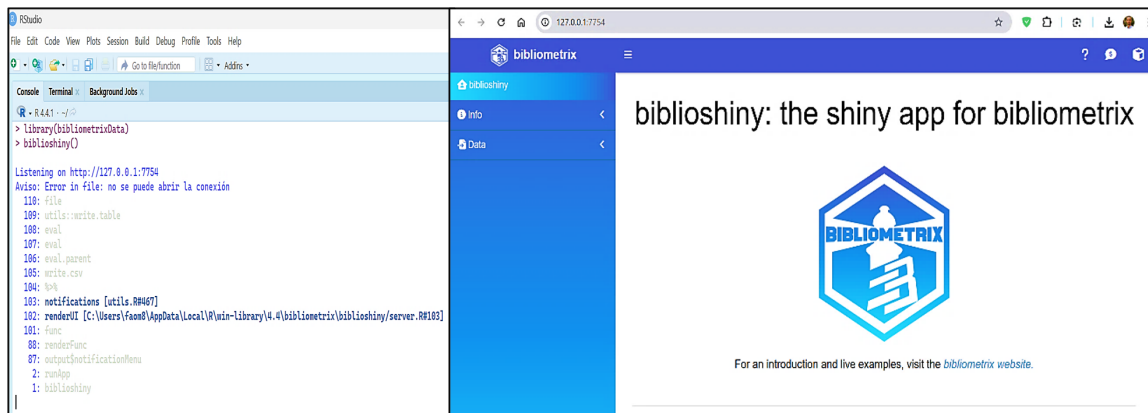 RStudio
File Edit Code View Plots Session Build Debug Profile Tools Help
Go to file/function Addins
Console Terminal Background Jobs
R 4.4.1 · ~/
> library(bibliometrixData)
> biblioshiny()
Listening on http://127.0.0.1:7754
Aviso: Error in file: no se puede abrir la conexión
110: file
109: utils::write.table
108: eval
107: eval
106: eval.parent
105: write.csv
104: %>%
103: notifications [utils.R#467]
102: renderUI [C:\Users\faom8\AppData\Local\R\win-library\4.4\bibliometrix\biblioshiny/server.R#103]
101: func
88: renderFunc
87: output$notificationMenu
2: runApp
1: biblioshiny
127.0.0.1:7754
bibliometrix
biblioshiny
Info
Data
biblioshiny: the shiny app for bibliometrix
BIBLIOMETRIX
For an introduction and live examples, visit the bibliometrix website.